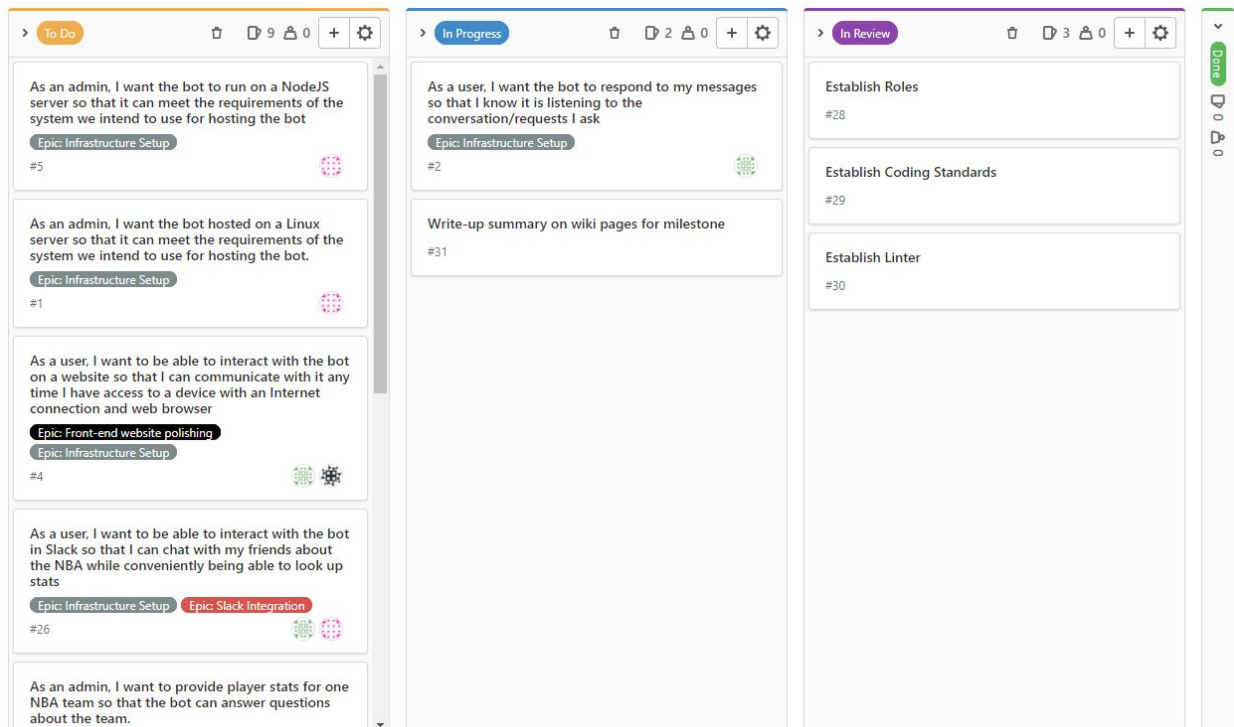 To Do 9 0 +
As an admin, I want the bot to run on a NodeJS
server so that it can meet the requirements of the
system we intend to use for hosting the bot
Epic: Infrastructure Setup
#5
As an admin, I want the bot hosted on a Linux
server so that it can meet the requirements of the
system we intend to use for hosting the bot.
Epic: Infrastructure Setup
#1
As a user, I want to be able to interact with the bot
on a website so that I can communicate with it any
time I have access to a device with an Internet
connection and web browser
Epic: Front-end website polishing
Epic: Infrastructure Setup
#4
As a user, I want to be able to interact with the bot
in Slack so that I can chat with my friends about
the NBA while conveniently being able to look up
stats
Epic: Infrastructure Setup Epic: Slack Integration
#26
As an admin, I want to provide player stats for one
NBA team so that the bot can answer questions
about the team.
In Progress 2 0 +
As a user, I want the bot to respond to my messages
so that I know it is listening to the
conversation/requests I ask
Epic: Infrastructure Setup
#2
Write-up summary on wiki pages for milestone
#31
In Review 3 0 +
Establish Roles
#28
Establish Coding Standards
#29
Establish Linter
#30
Done 0 0